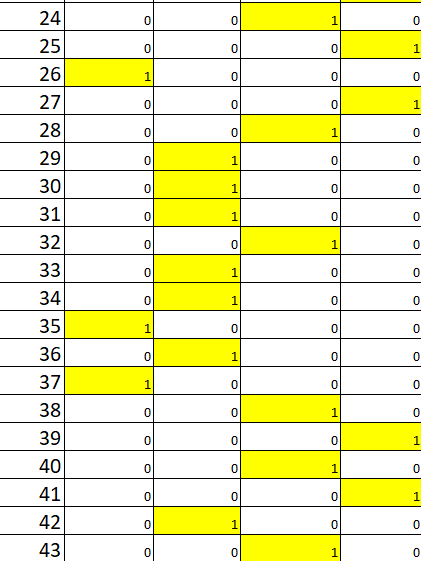 24 0 0 1 0
25 0 0 0 1
26 1 0 0 0
27 0 0 0 1
28 0 0 1 0
29 0 1 0 0
30 0 1 0 0
31 0 1 0 0
32 0 0 1 0
33 0 1 0 0
34 0 1 0 0
35 1 0 0 0
36 0 1 0 0
37 1 0 0 0
38 0 0 1 0
39 0 0 0 1
40 0 0 1 0
41 0 0 0 1
42 0 1 0 0
43 0 0 1 0